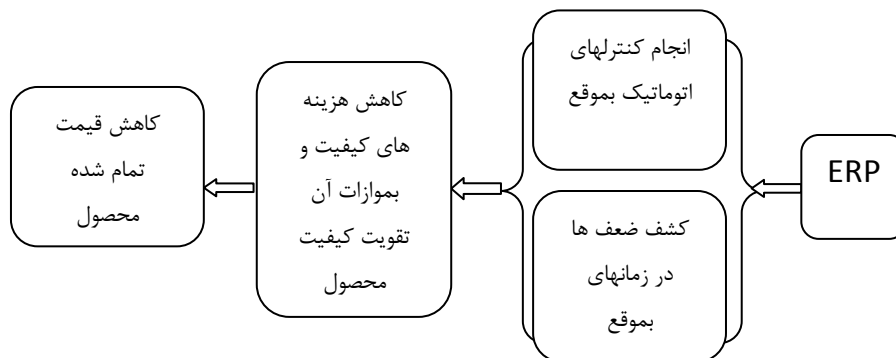 ERP
انجام کنترلهای
اتوماتیک بموقع
کشف ضعف ها
در زمانهای
بموقع
کاهش هزینه
های کیفیت و
بموازات آن
تقویت کیفیت
محصول
کاهش قیمت
تمام شده
محصول